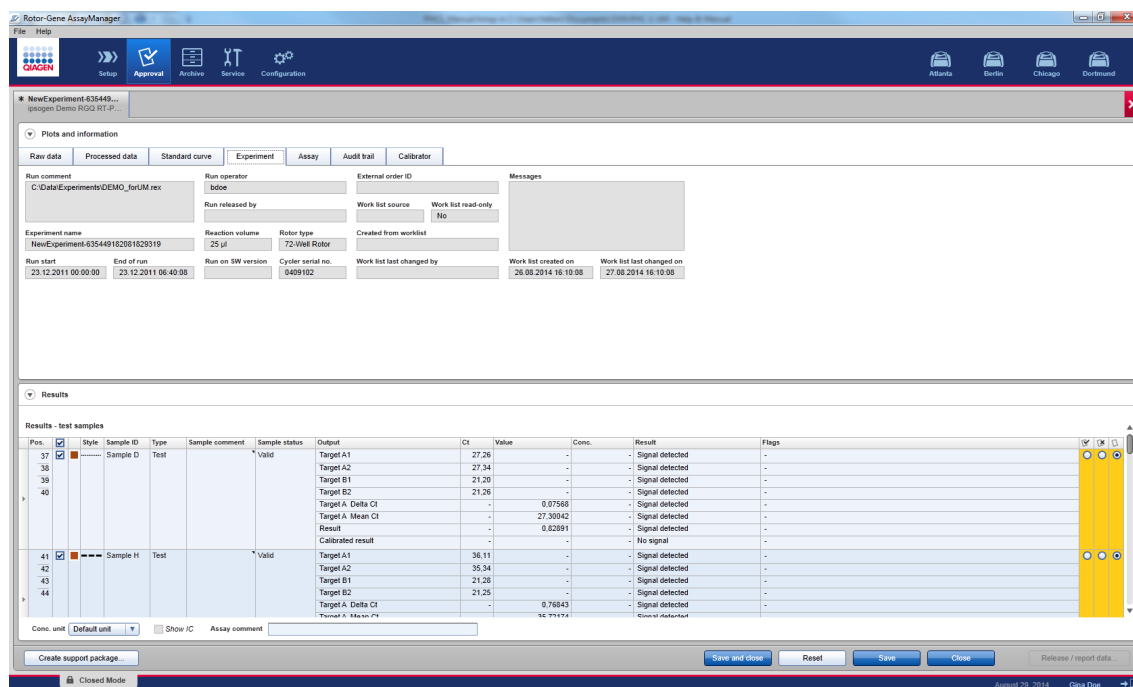 Rotor-Gene AssayManager
File Help
QIAGEN
Setup Approval Archive Service Configuration
Atlanta Berlin Chicago Dortmund
✱ NewExperiment-635449...
ipsogen Demo RGQ RT-P...
Plots and information
Raw data Processed data Standard curve Experiment Assay Audit trail Calibrator
Run comment Run operator External order ID Messages
C:\Data\Experiments\DEMO_forUM.rex bdoe
Run released by Work list source Work list read-only
No
Experiment name Reaction volume Rotor type Created from worklist
NewExperiment-635449182081829319 25 µl 72-Well Rotor
Run start End of run Run on SW version Cycler serial no. Work list last changed by Work list created on Work list last changed on
23.12.2011 00:00:00 23.12.2011 06:40:08 0409102 26.08.2014 16:10:08 27.08.2014 16:10:08
Results
Results - test samples
Pos. Style Sample ID Type Sample comment Sample status Output Ct Value Conc. Result Flags
37 Sample D Test Valid Target A1 27,26 - - Signal detected -
38 Target A2 27,34 - - Signal detected -
39 Target B1 21,20 - - Signal detected -
40 Target B2 21,26 - - Signal detected -
Target A Delta Ct - 0,07568 - Signal detected -
Target A Mean Ct - 27,30042 - Signal detected -
Result - 0,82891 - Signal detected -
Calibrated result - - - No signal -
41 Sample H Test Valid Target A1 36,11 - - Signal detected -
42 Target A2 35,34 - - Signal detected -
43 Target B1 21,28 - - Signal detected -
44 Target B2 21,25 - - Signal detected -
Target A Delta Ct - 0,76843 - Signal detected -
Target A Mean Ct - 35,72174 - Signal detected -
Conc. unit Default unit Show IC Assay comment
Create support package... Save and close Reset Save Close Release / report data...
Closed Mode August 29, 2014 Gina Doe